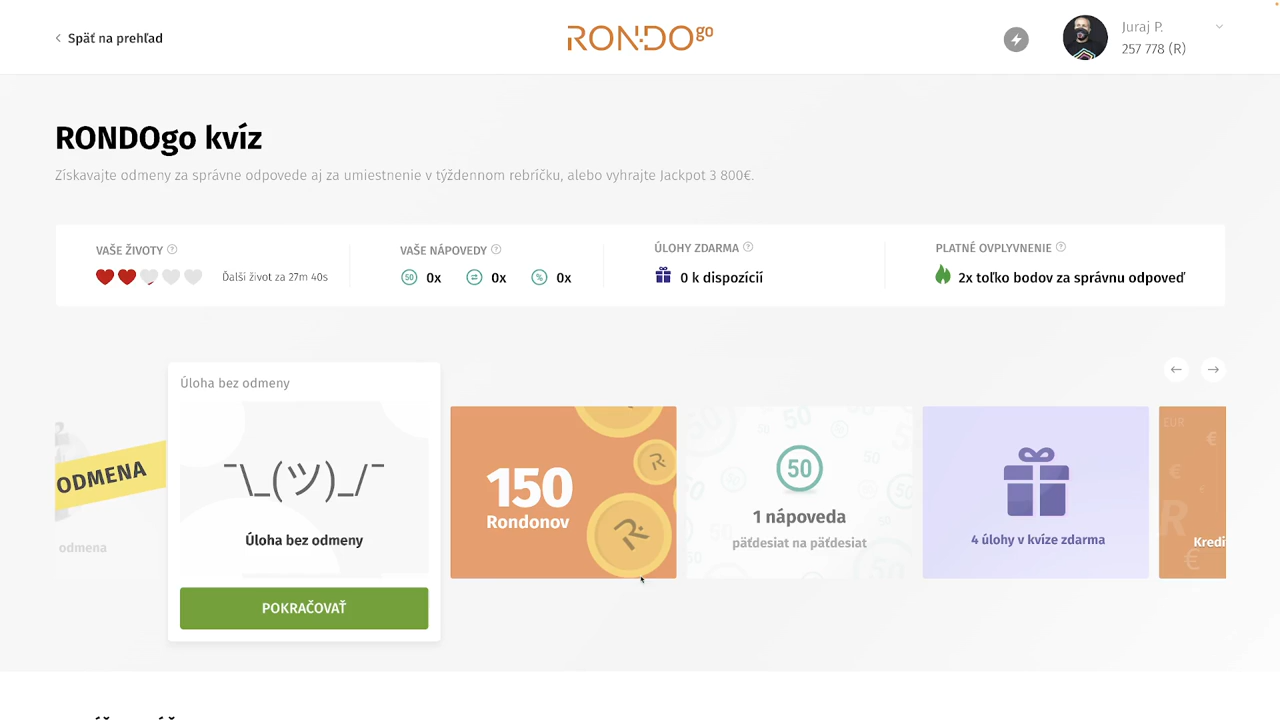 Späť na prehľad
RONDOgo
Juraj P.
257 778 (R)
RONDOgo kvíz
Získavajte odmeny za správne odpovede aj za umiestnenie v týždennom rebríčku, alebo vyhrajte Jackpot 3 800€.
VAŠE ŽIVOTY
Ďalší život za 27m 40s
VAŠE NÁPOVEDY
50 0x 0x % 0x
ÚLOHY ZDARMA
0 k dispozícií
PLATNÉ OVPLYVNENIE
2x toľko bodov za správnu odpoveď
ODMENA
odmena
Úloha bez odmeny
¯\_(ツ)_/¯
Úloha bez odmeny
POKRAČOVAŤ
150
Rondonov
50
1 nápoveda
päťdesiat na päťdesiat
4 úlohy v kvíze zdarma
EUR
Kredi